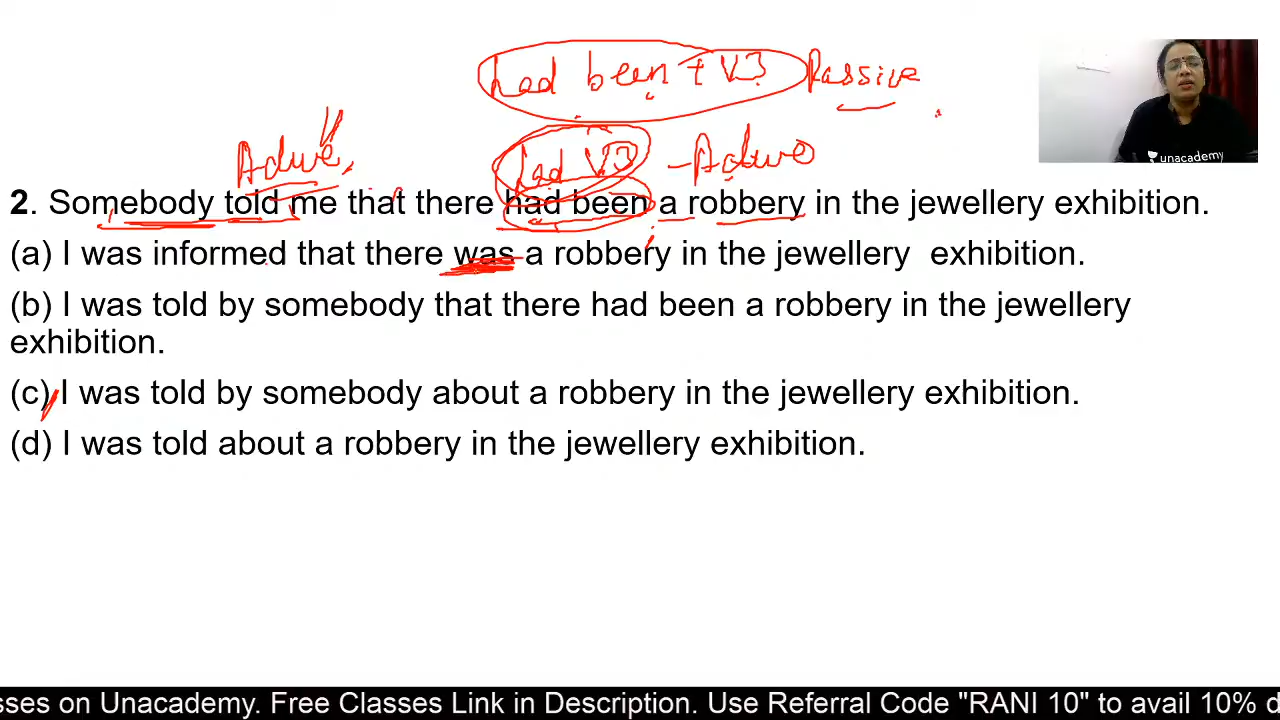 had been + V3 Passive
Active
had V3 - Active
unacademy
2. Somebody told me that there had been a robbery in the jewellery exhibition.
(a) I was informed that there was a robbery in the jewellery exhibition.
(b) I was told by somebody that there had been a robbery in the jewellery
exhibition.
(c) I was told by somebody about a robbery in the jewellery exhibition.
(d) I was told about a robbery in the jewellery exhibition.
sses on Unacademy. Free Classes Link in Description. Use Referral Code "RANI 10" to avail 10% d